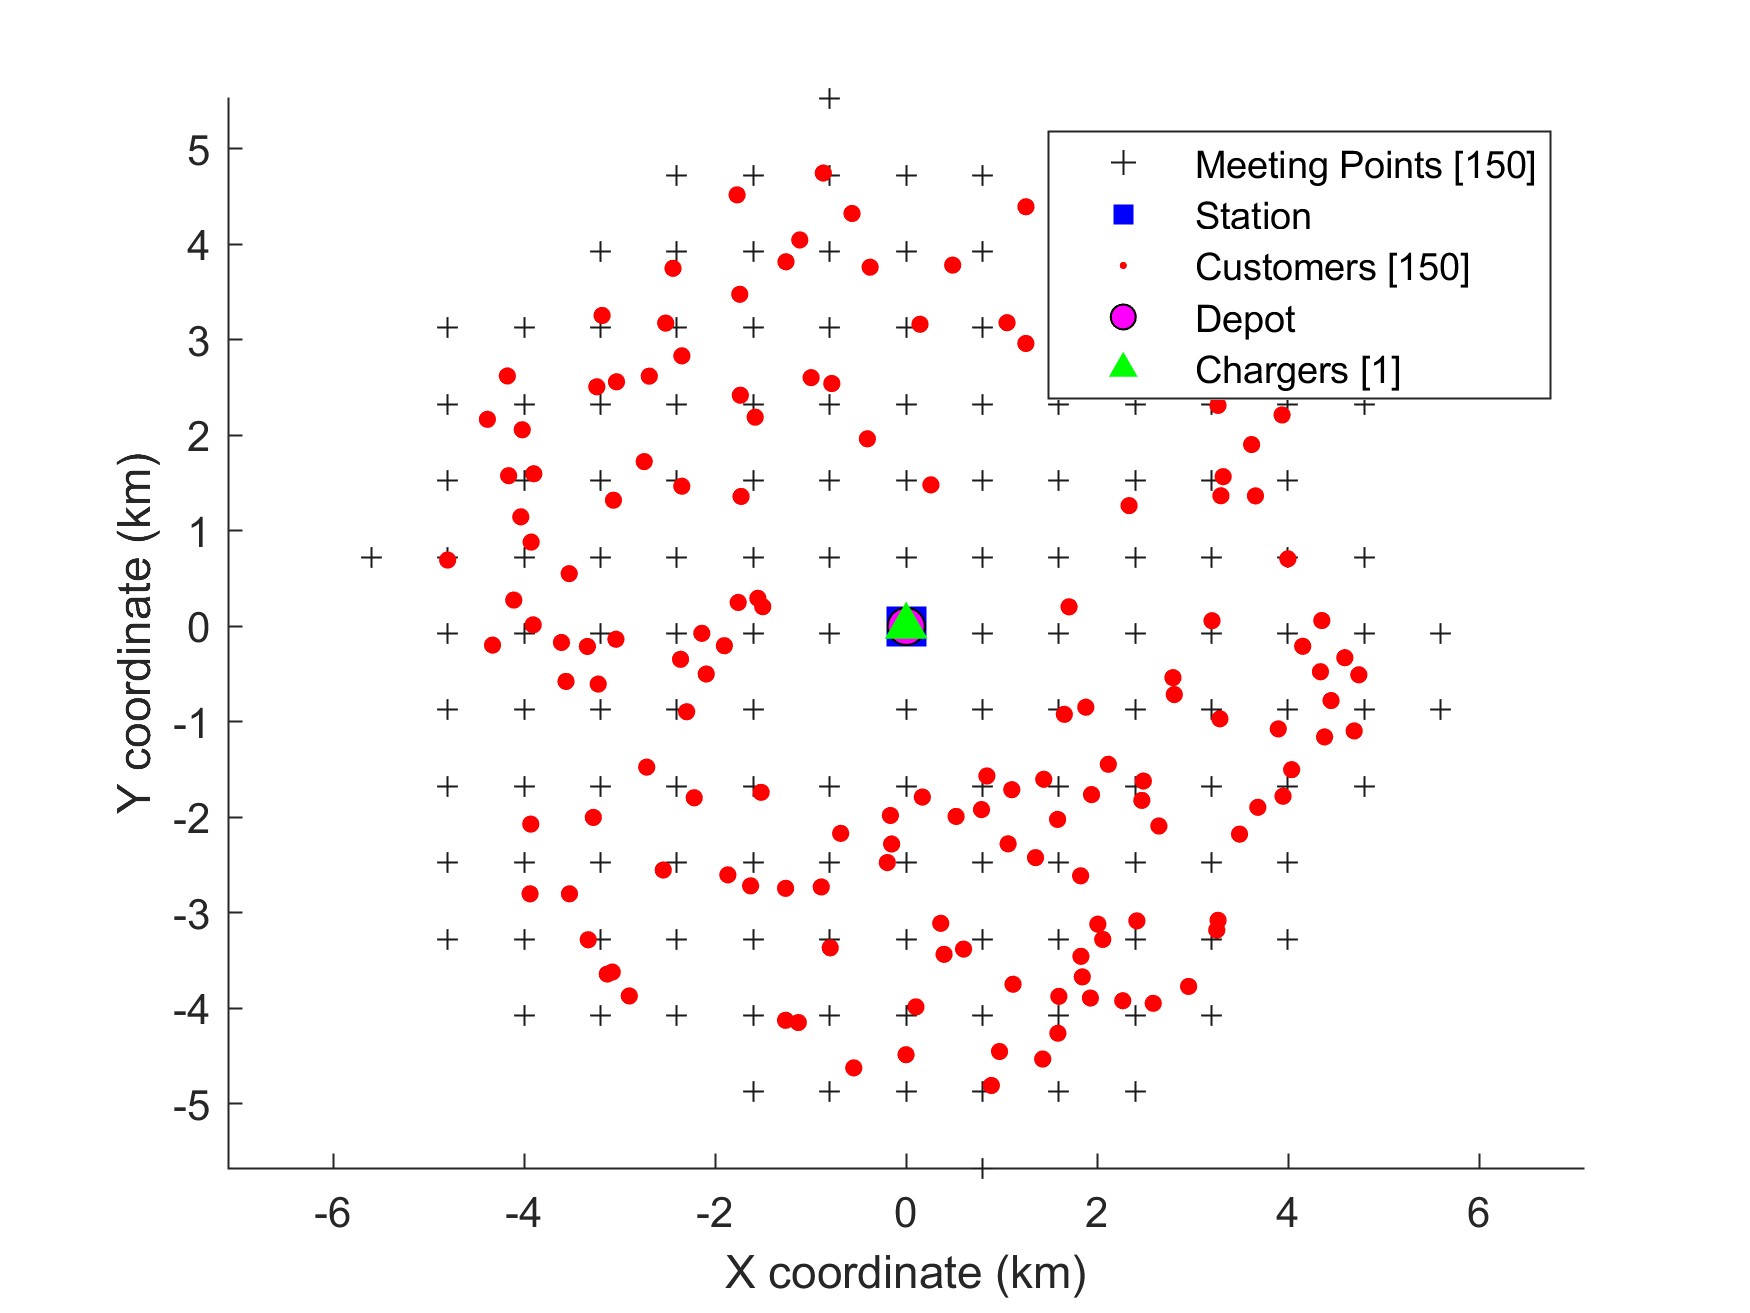 5
4
3
2
1
0
-1
-2
-3
-4
-5
Y coordinate (km)
Meeting Points [150]
Station
Customers [150]
Depot
Chargers [1]
-6 -4 -2 0 2 4 6
X coordinate (km)